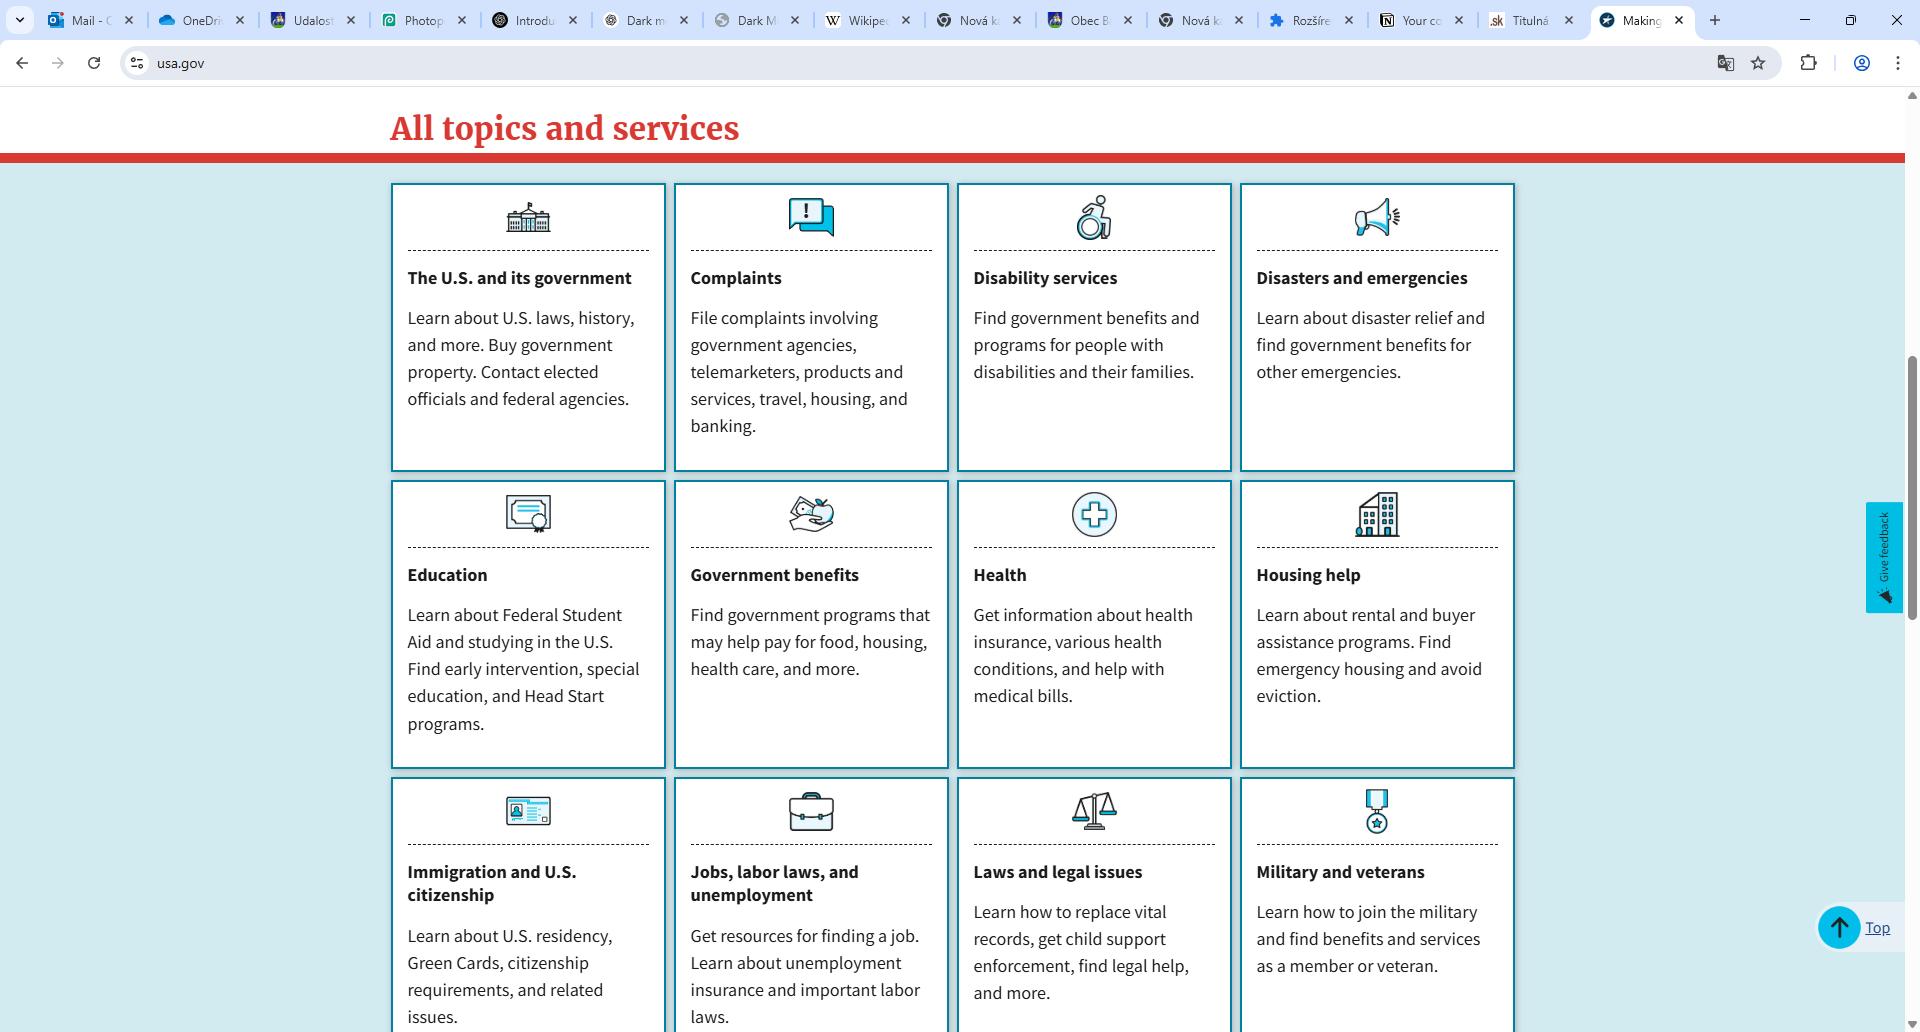 Mail - 
OneDri
Udalost
Photop
Introdu
Dark m
Dark M
Wikiped
Nová k
Obec B
Nová k
Rozšíre
Your co
.sk Titulná
Making
usa.gov
All topics and services
The U.S. and its government
Learn about U.S. laws, history,
and more. Buy government
property. Contact elected
officials and federal agencies.
Complaints
File complaints involving
government agencies,
telemarketers, products and
services, travel, housing, and
banking.
Disability services
Find government benefits and
programs for people with
disabilities and their families.
Disasters and emergencies
Learn about disaster relief and
find government benefits for
other emergencies.
Education
Learn about Federal Student
Aid and studying in the U.S.
Find early intervention, special
education, and Head Start
programs.
Government benefits
Find government programs that
may help pay for food, housing,
health care, and more.
Health
Get information about health
insurance, various health
conditions, and help with
medical bills.
Housing help
Learn about rental and buyer
assistance programs. Find
emergency housing and avoid
eviction.
Give feedback
Immigration and U.S.
citizenship
Learn about U.S. residency,
Green Cards, citizenship
requirements, and related
issues.
Jobs, labor laws, and
unemployment
Get resources for finding a job.
Learn about unemployment
insurance and important labor
laws.
Laws and legal issues
Learn how to replace vital
records, get child support
enforcement, find legal help,
and more.
Military and veterans
Learn how to join the military
and find benefits and services
as a member or veteran.
Top